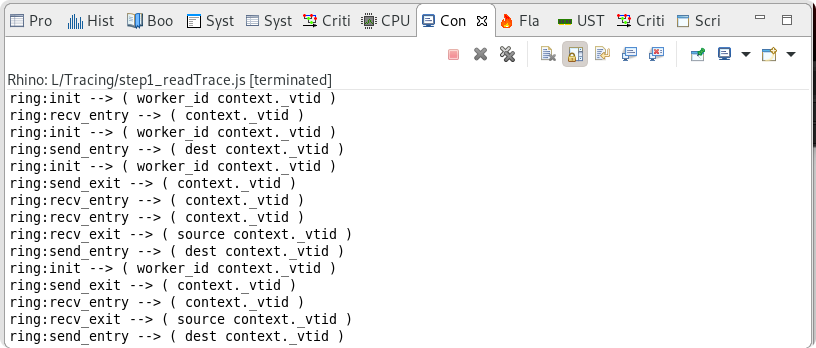 Pro Hist Boo Syst Syst Criti CPU Con Fla UST Criti Scri
Rhino: L/Tracing/step1_readTrace.js [terminated]
ring:init --> ( worker_id context._vtid )
ring:recv_entry --> ( context._vtid )
ring:init --> ( worker_id context._vtid )
ring:send_entry --> ( dest context._vtid )
ring:init --> ( worker_id context._vtid )
ring:send_exit --> ( context._vtid )
ring:recv_entry --> ( context._vtid )
ring:recv_entry --> ( context._vtid )
ring:recv_exit --> ( source context._vtid )
ring:send_entry --> ( dest context._vtid )
ring:init --> ( worker_id context._vtid )
ring:send_exit --> ( context._vtid )
ring:recv_entry --> ( context._vtid )
ring:recv_exit --> ( source context._vtid )
ring:send_entry --> ( dest context._vtid )